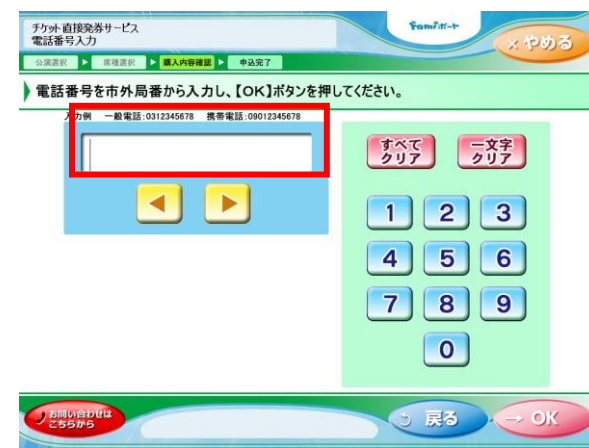 チケット直接発券サービス
電話番号入力
Famiポート
×やめる
公演選択 ▶ 席種選択 ▶ 購入内容確認 ▶ 申込完了
電話番号を市外局番から入力し、【OK】ボタンを押してください。
入力例 一般電話:0312345678 携帯電話:09012345678
すべて
クリア
一文字
クリア
1 2 3
4 5 6
7 8 9
0
お問い合わせは
こちらから
戻る
→ OK